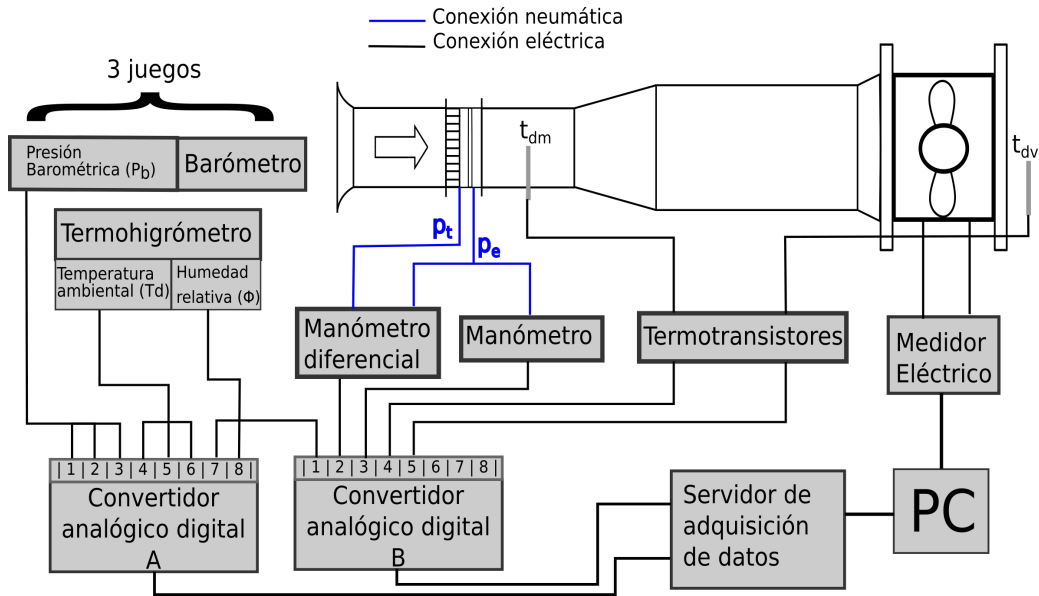 Conexión neumática
Conexión eléctrica
3 juegos
Presión
Barométrica (Pb)
Barómetro
tdm
tdv
Termohigrómetro
Temperatura
ambiental (Td)
Humedad
relativa (Φ)
pt
pe
Manómetro
diferencial
Manómetro
Termotransistores
Medidor
Eléctrico
| 1 | 2 | 3 | 4 | 5 | 6 | 7 | 8 |
Convertidor
analógico digital
A
| 1 | 2 | 3 | 4 | 5 | 6 | 7 | 8 |
Convertidor
analógico digital
B
Servidor de
adquisición
de datos
PC